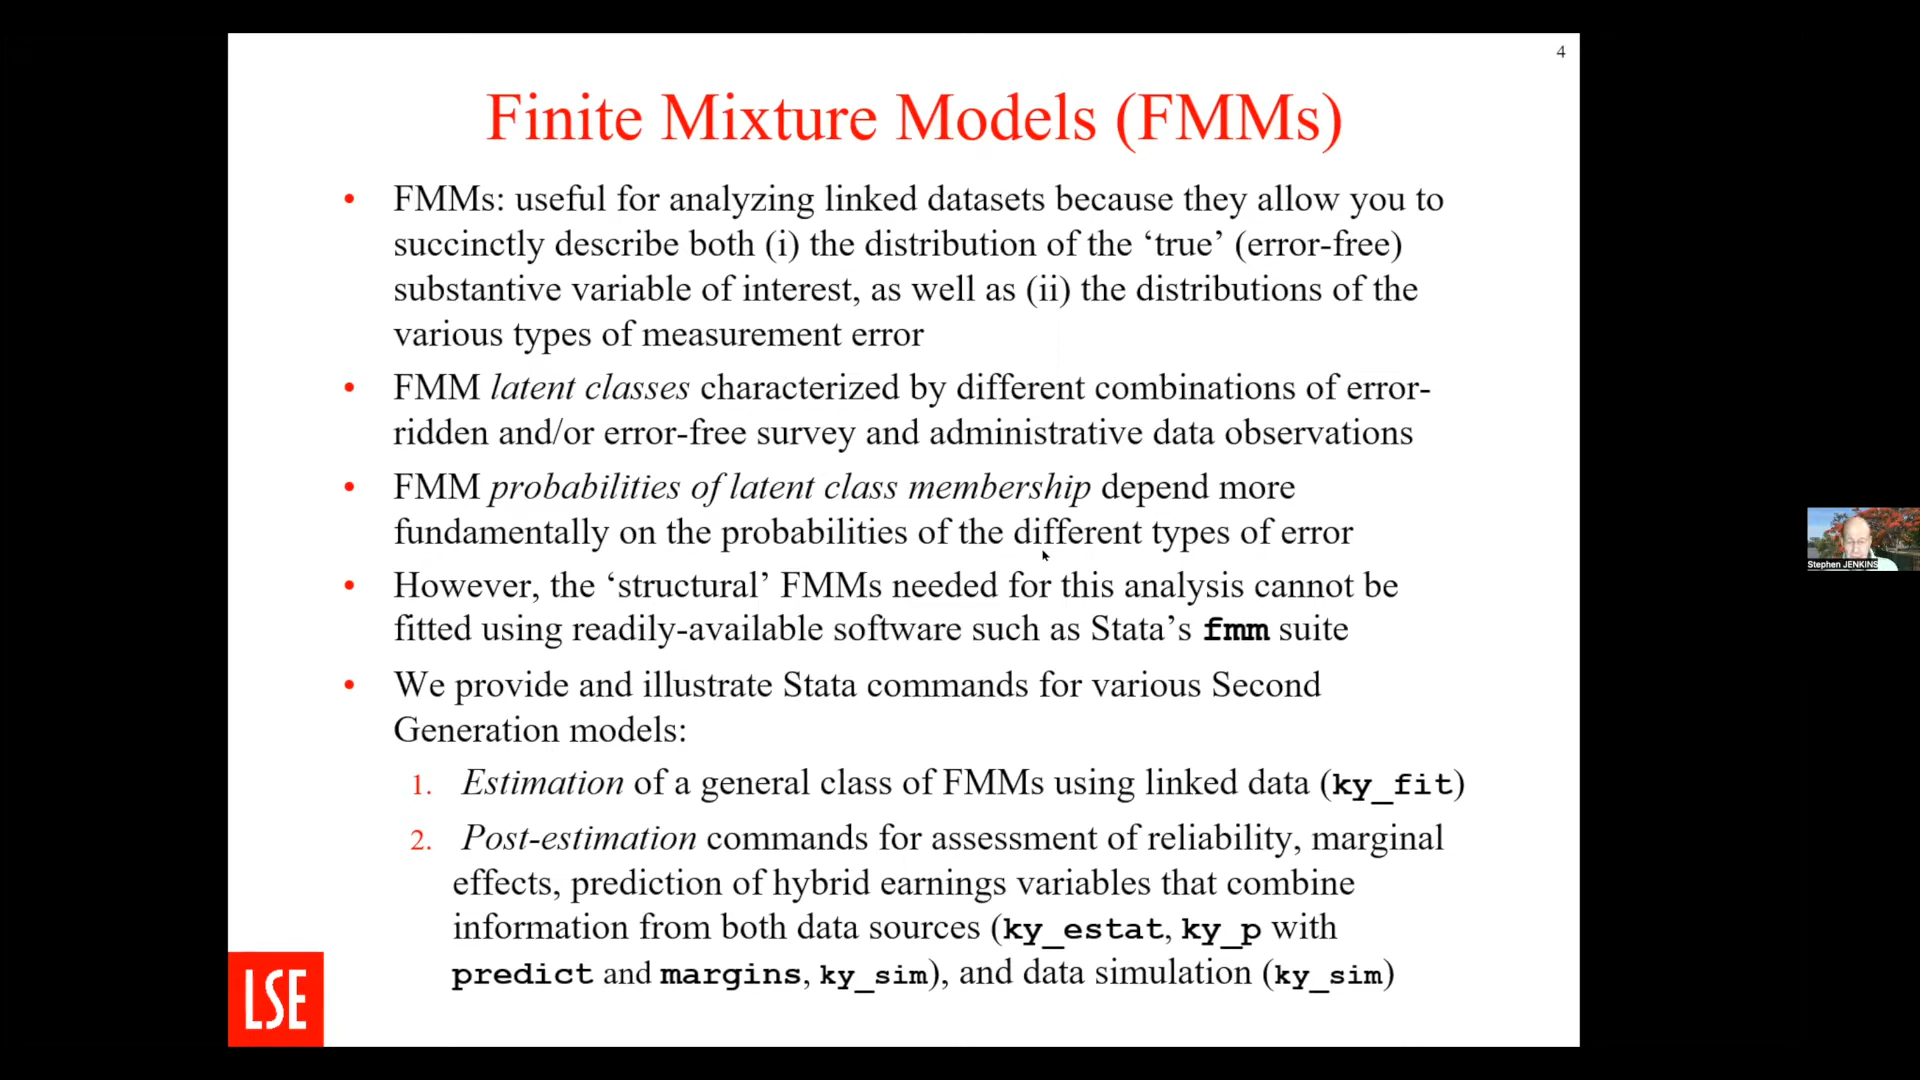 4
Finite Mixture Models (FMMs)
• FMMs: useful for analyzing linked datasets because they allow you to
succinctly describe both (i) the distribution of the ‘true’ (error-free)
substantive variable of interest, as well as (ii) the distributions of the
various types of measurement error
• FMM latent classes characterized by different combinations of error-
ridden and/or error-free survey and administrative data observations
• FMM probabilities of latent class membership depend more
fundamentally on the probabilities of the different types of error
• However, the ‘structural’ FMMs needed for this analysis cannot be
fitted using readily-available software such as Stata’s fmm suite
• We provide and illustrate Stata commands for various Second
Generation models:
1. Estimation of a general class of FMMs using linked data (ky_fit)
2. Post-estimation commands for assessment of reliability, marginal
effects, prediction of hybrid earnings variables that combine
information from both data sources (ky_estat, ky_p with
predict and margins, ky_sim), and data simulation (ky_sim)
LSE
Stephen JENKINS